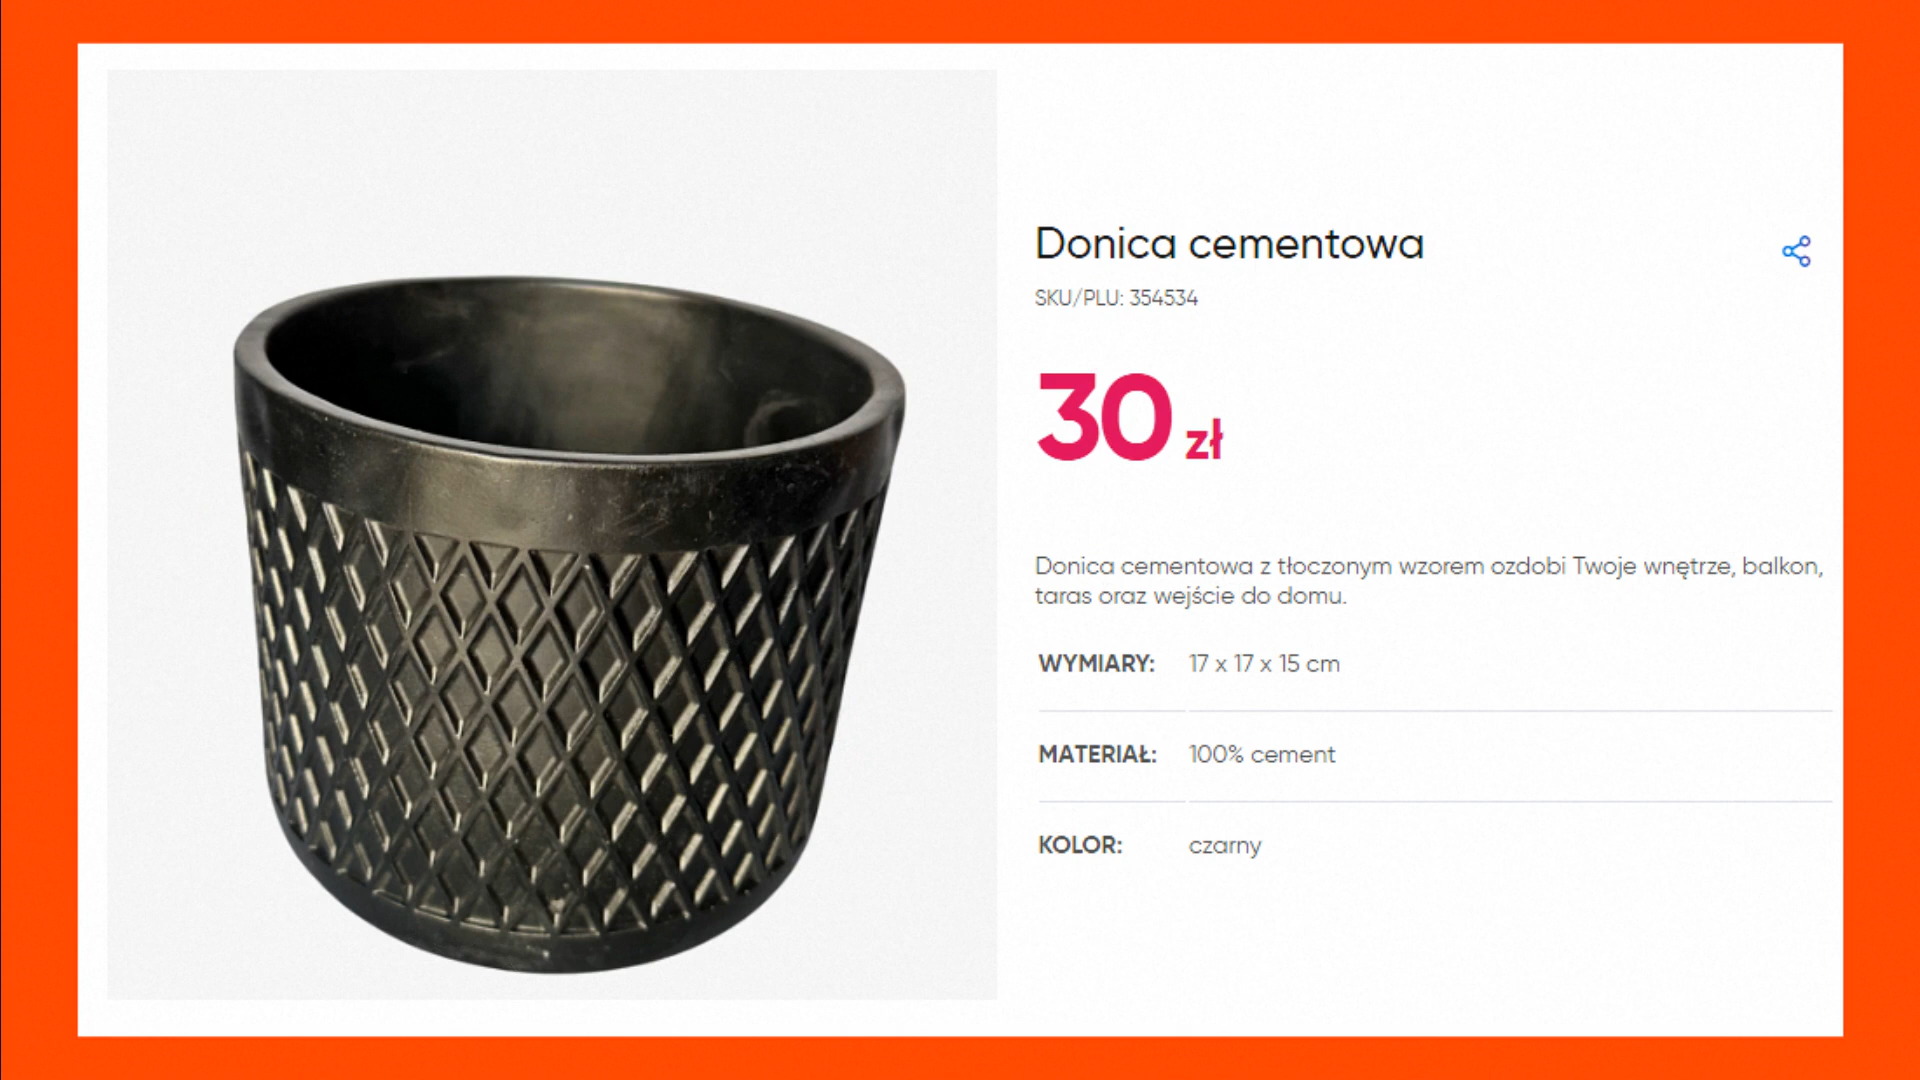 Donica cementowa
SKU/PLU: 354534
30 zł
Donica cementowa z tłoczonym wzorem ozdobi Twoje wnętrze, balkon,
taras oraz wejście do domu.
WYMIARY: 17 x 17 x 15 cm
MATERIAŁ: 100% cement
KOLOR: czarny